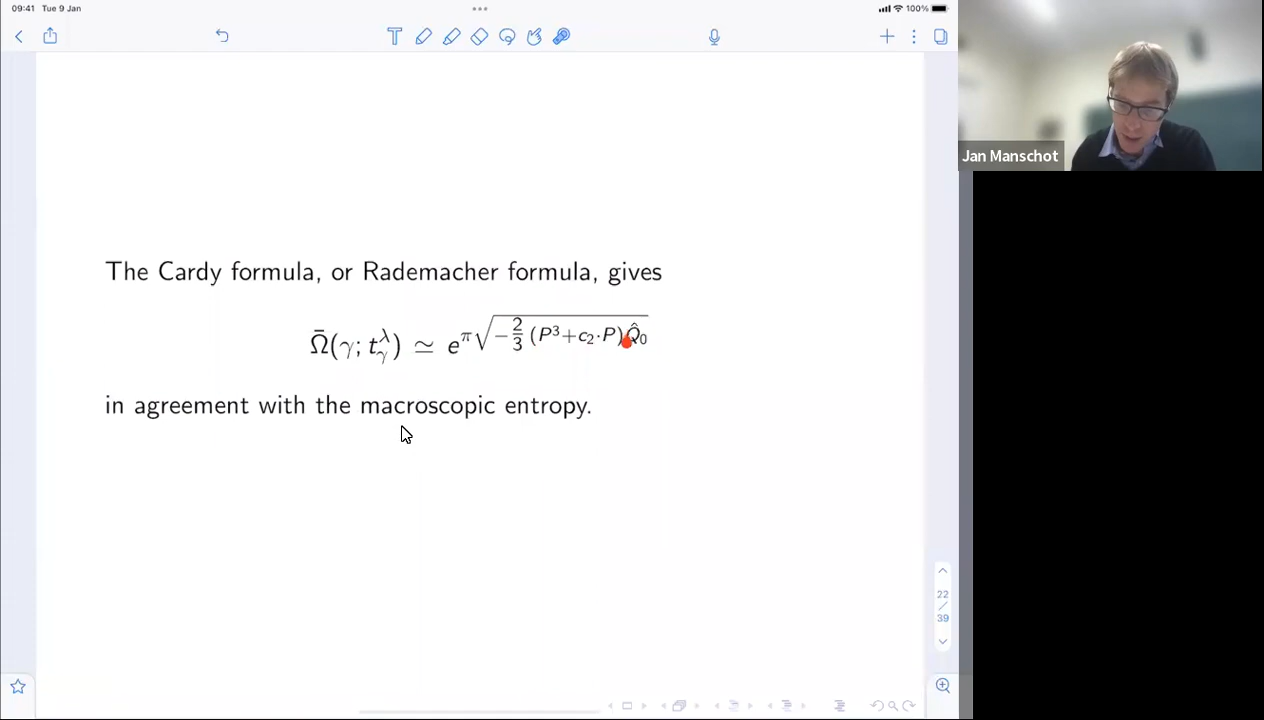 09:41 Tue 9 Jan
100%
Jan Manschot
The Cardy formula, or Rademacher formula, gives
Ω̄(γ; t_γ^λ) ≃ e^{π√(−2/3 (P³+c₂·P)Q̂₀)}
in agreement with the macroscopic entropy.
22
/
39